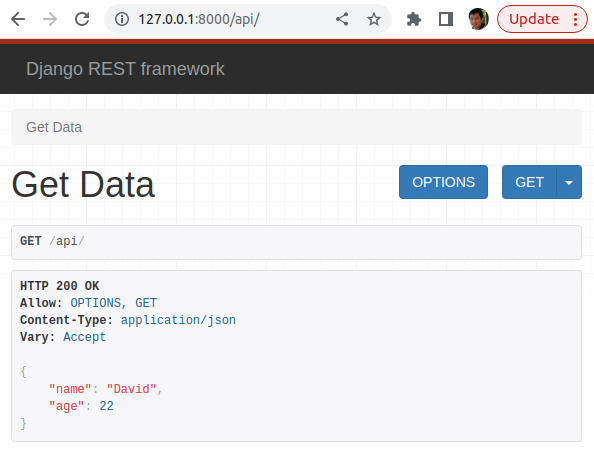 127.0.0.1:8000/api/
Update
Django REST framework
Get Data
Get Data
OPTIONS
GET
GET /api/
HTTP 200 OK
Allow: OPTIONS, GET
Content-Type: application/json
Vary: Accept
{
    "name": "David",
    "age": 22
}